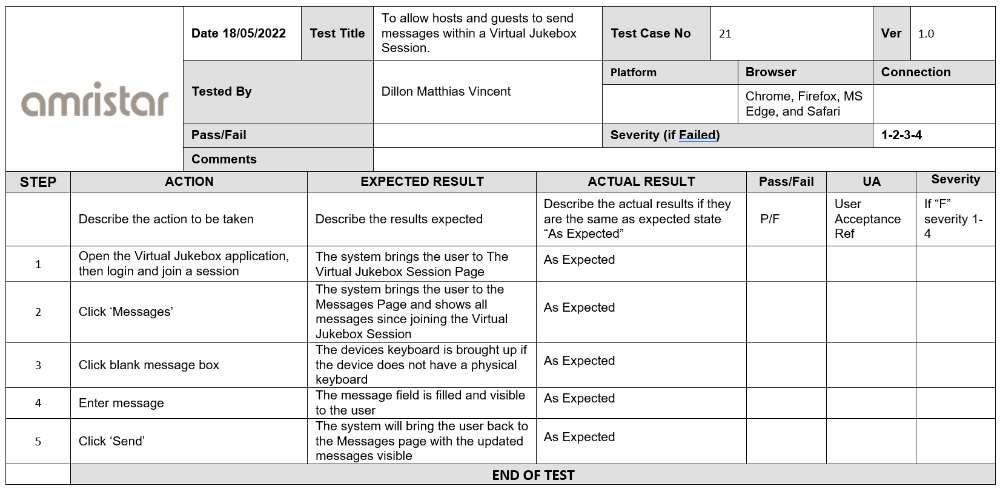 amristar
Date 18/05/2022
Test Title
To allow hosts and guests to send
messages within a Virtual Jukebox
Session.
Test Case No
21
Ver
1.0
Tested By
Dillon Matthias Vincent
Platform
Browser
Connection
Chrome, Firefox, MS
Edge, and Safari
Pass/Fail
Severity (if Failed)
1-2-3-4
Comments
STEP
ACTION
EXPECTED RESULT
ACTUAL RESULT
Pass/Fail
UA
Severity
Describe the action to be taken
Describe the results expected
Describe the actual results if they
are the same as expected state
“As Expected”
P/F
User
Acceptance
Ref
If “F”
severity 1-
4
1
Open the Virtual Jukebox application,
then login and join a session
The system brings the user to The
Virtual Jukebox Session Page
As Expected
2
Click ‘Messages’
The system brings the user to the
Messages Page and shows all
messages since joining the Virtual
Jukebox Session
As Expected
3
Click blank message box
The devices keyboard is brought up if
the device does not have a physical
keyboard
As Expected
4
Enter message
The message field is filled and visible
to the user
As Expected
5
Click ‘Send’
The system will bring the user back to
the Messages page with the updated
messages visible
As Expected
END OF TEST